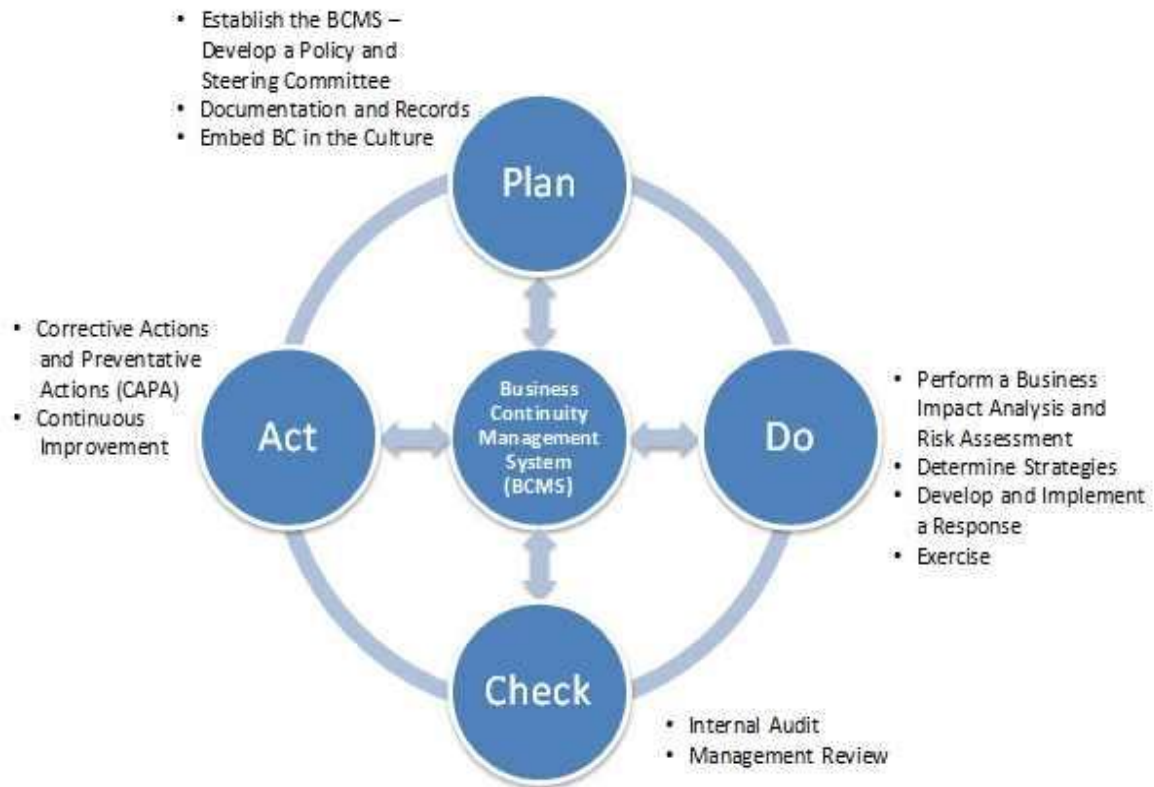 • Establish the BCMS –
Develop a Policy and
Steering Committee
• Documentation and Records
• Embed BC in the Culture
Plan
• Corrective Actions
and Preventative
Actions (CAPA)
• Continuous
Improvement
Act
Business
Continuity
Management
System
(BCMS)
Do
• Perform a Business
Impact Analysis and
Risk Assessment
• Determine Strategies
• Develop and Implement
a Response
• Exercise
Check
• Internal Audit
• Management Review